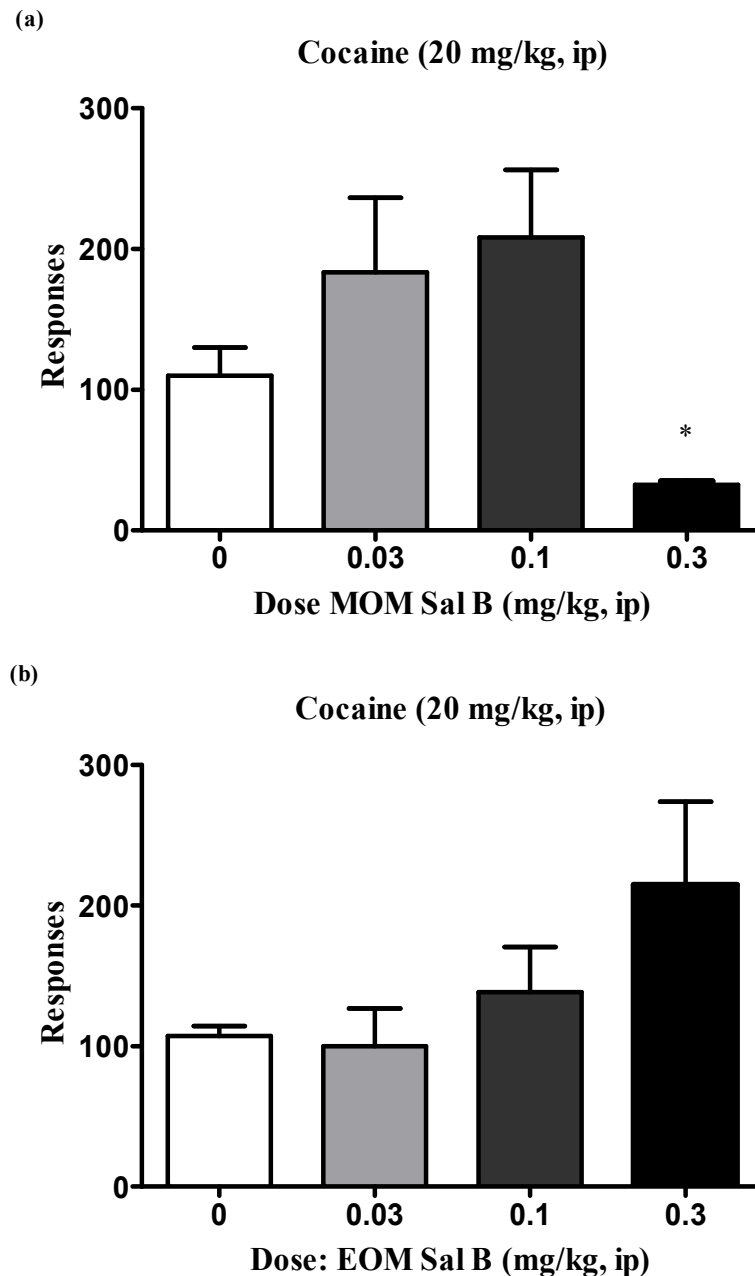 (a)
Cocaine (20 mg/kg, ip)
300
200
100
0
Responses
*
0 0.03 0.1 0.3
Dose MOM Sal B (mg/kg, ip)
(b)
Cocaine (20 mg/kg, ip)
300
200
100
0
Responses
0 0.03 0.1 0.3
Dose: EOM Sal B (mg/kg, ip)